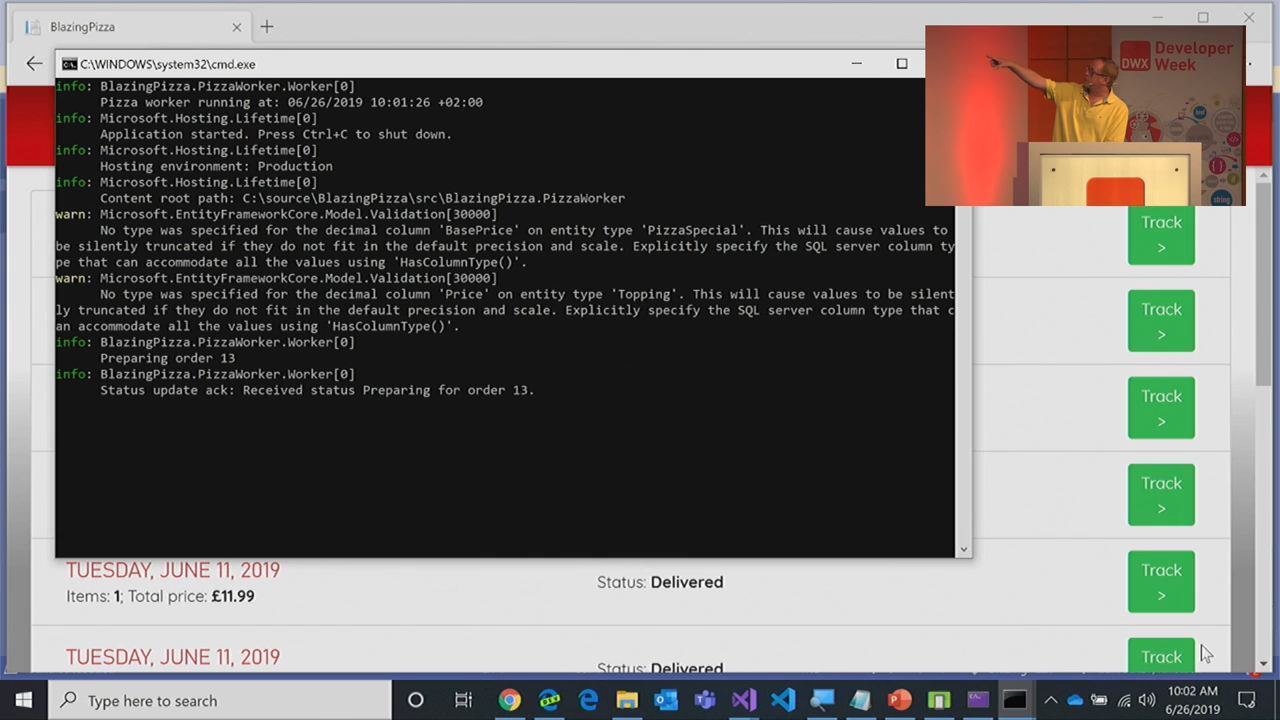 BlazingPizza
C:\WINDOWS\system32\cmd.exe
DWX Developer
Week
info: BlazingPizza.PizzaWorker.Worker[0]
Pizza worker running at: 06/26/2019 10:01:26 +02:00
info: Microsoft.Hosting.Lifetime[0]
Application started. Press Ctrl+C to shut down.
info: Microsoft.Hosting.Lifetime[0]
Hosting environment: Production
info: Microsoft.Hosting.Lifetime[0]
Content root path: C:\source\BlazingPizza\src\BlazingPizza.PizzaWorker
warn: Microsoft.EntityFrameworkCore.Model.Validation[30000]
No type was specified for the decimal column 'BasePrice' on entity type 'PizzaSpecial'. This will cause values to
be silently truncated if they do not fit in the default precision and scale. Explicitly specify the SQL server column ty
pe that can accommodate all the values using 'HasColumnType()'.
warn: Microsoft.EntityFrameworkCore.Model.Validation[30000]
No type was specified for the decimal column 'Price' on entity type 'Topping'. This will cause values to be silent
ly truncated if they do not fit in the default precision and scale. Explicitly specify the SQL server column type that c
an accommodate all the values using 'HasColumnType()'.
info: BlazingPizza.PizzaWorker.Worker[0]
Preparing order 13
info: BlazingPizza.PizzaWorker.Worker[0]
Status update ack: Received status Preparing for order 13.
Track
>
Track
>
Track
>
Track
>
TUESDAY, JUNE 11, 2019
Items: 1; Total price: £11.99
Status: Delivered
Track
>
TUESDAY, JUNE 11, 2019
Status: Delivered
Track
Type here to search
10:02 AM
6/26/2019